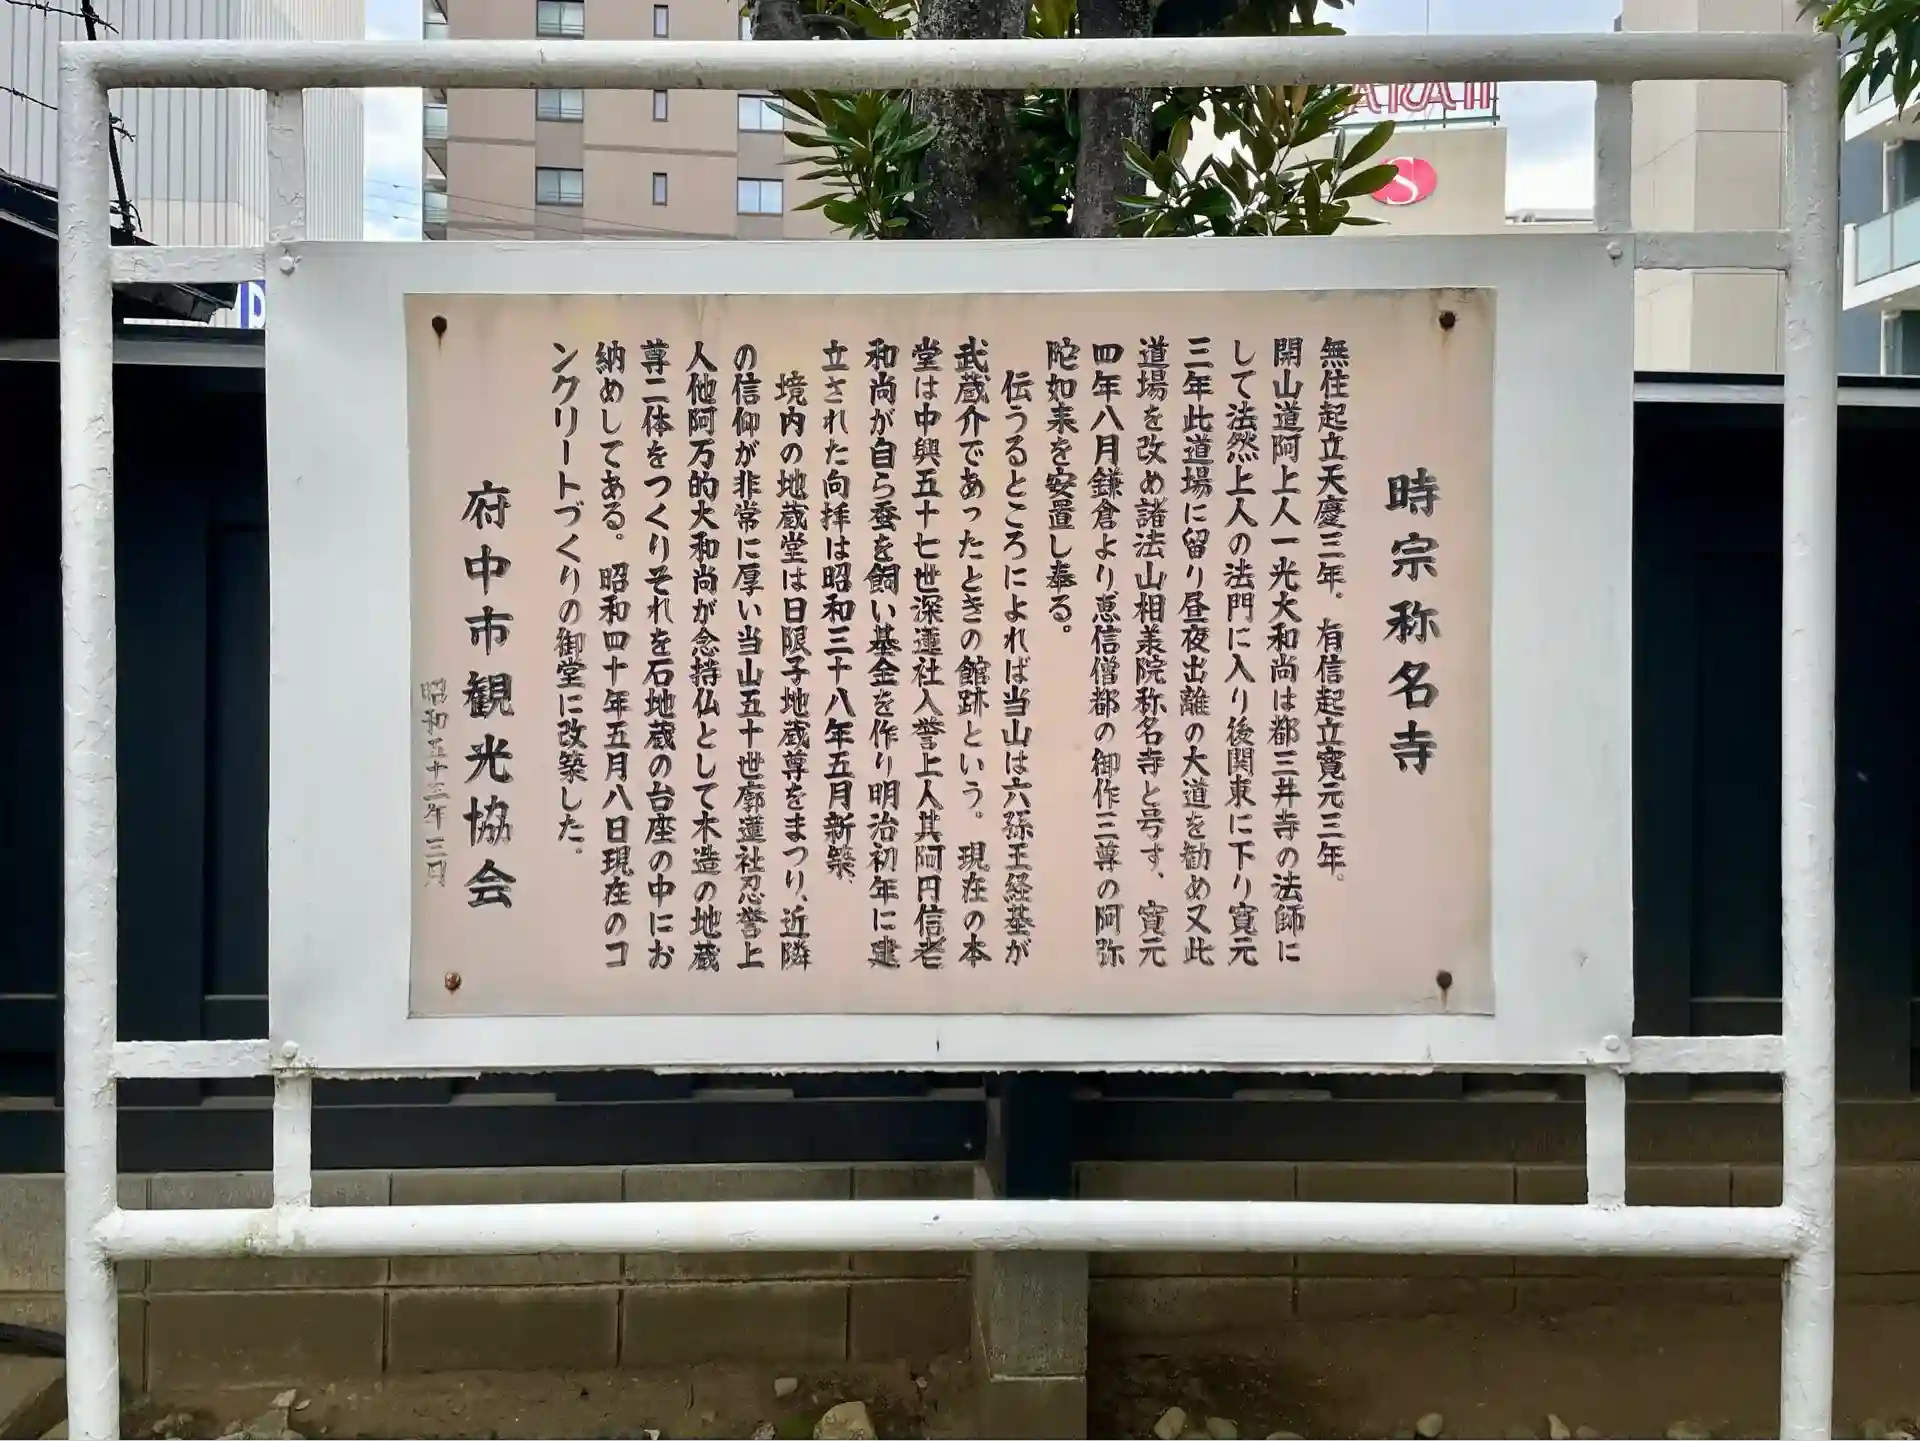 時宗称名寺
無住起立天慶三年。有信起立寛元三年。
開山道阿上人一光大和尚は都三井寺の法師に
して法然上人の法門に入り後関東に下り寛元
三年此道場に留り昼夜出離の大道を勧め又此
道場を改め諸法山相羕院称名寺と号す、寛元
四年八月鎌倉より恵信僧都の御作三尊の阿弥
陀如来を安置し奉る。
伝うるところによれば当山は六孫王経基が
武蔵介であったときの館跡という。現在の本
堂は中興五十七世深蓮社入誉上人其阿円信老
和尚が自ら蚕を飼い基金を作り明治初年に建
立された向拝は昭和三十八年五月新築、
境内の地蔵堂は日限子地蔵尊をまつり、近隣
の信仰が非常に厚い当山五十世廓蓮社忍誉上
人他阿万的大和尚が念持仏として木造の地蔵
尊二体をつくりそれを石地蔵の台座の中にお
納めしてある。昭和四十年五月八日現在のコ
ンクリートづくりの御堂に改築した。
府中市観光協会
昭和五十三年三月
S